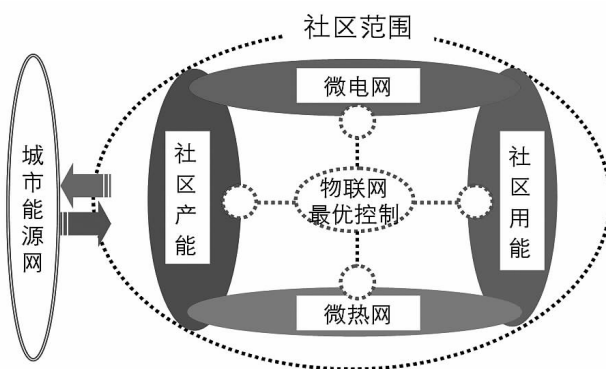 社区范围
微电网
城市能源网
社区产能
物联网
最优控制
社区用能
微热网